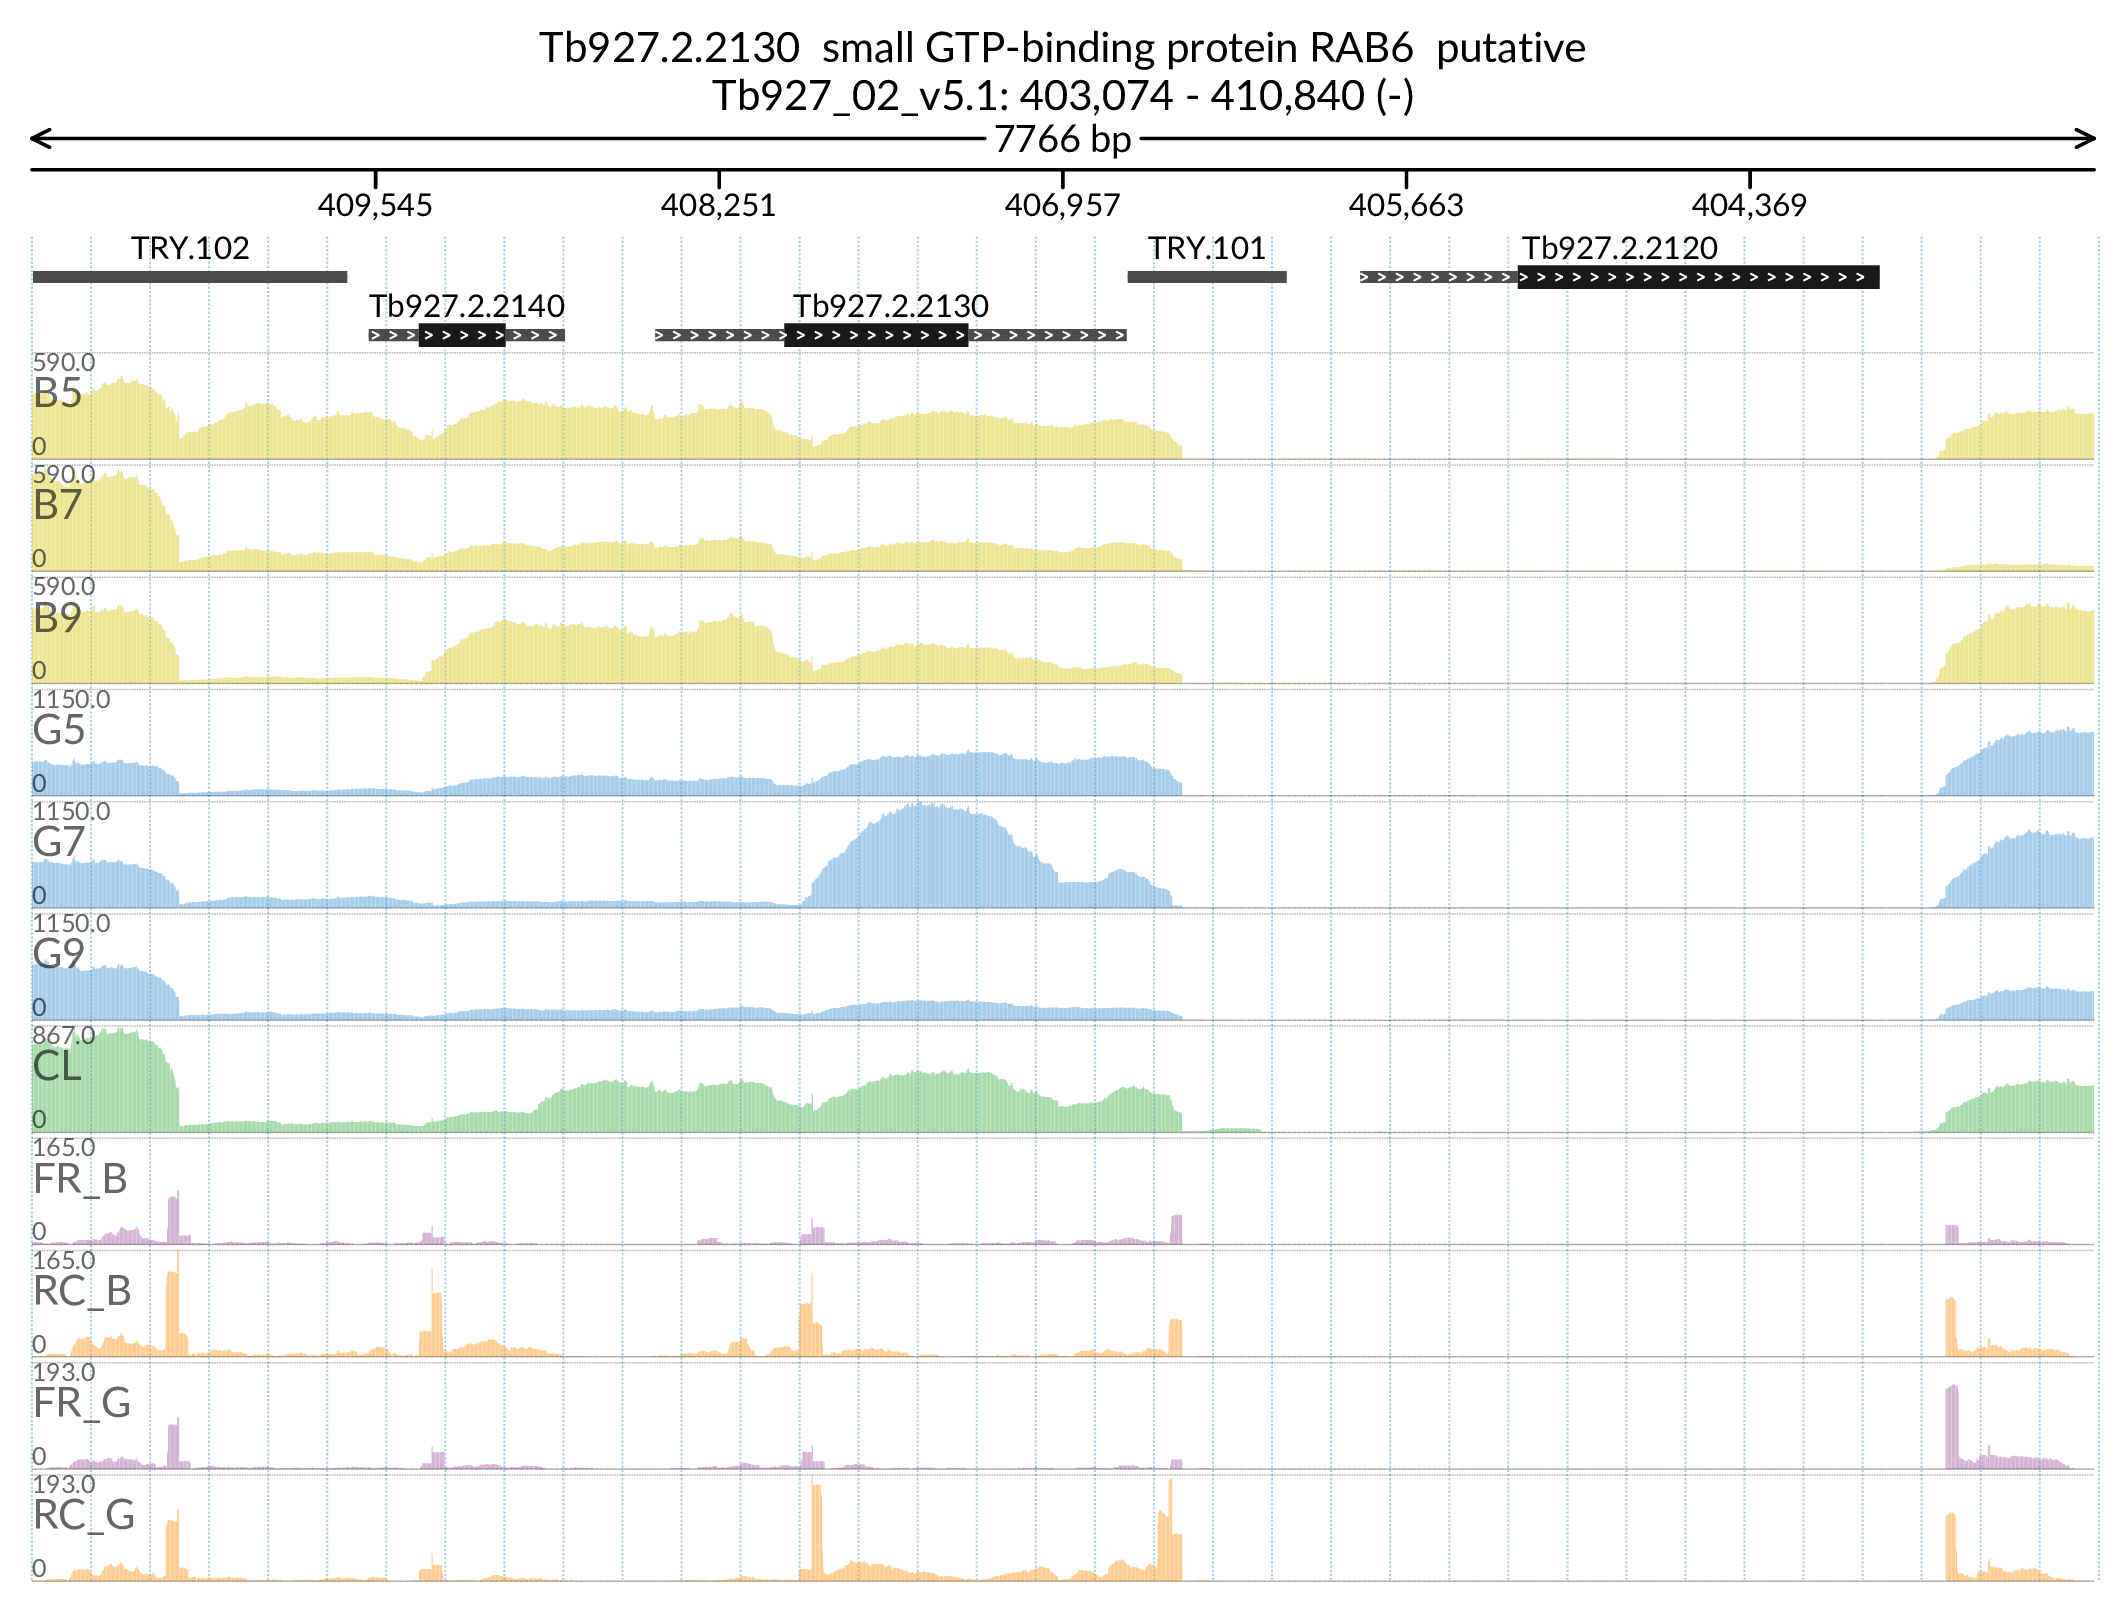 Tb927.2.2130  small GTP-binding protein RAB6  putative
Tb927_02_v5.1: 403,074 - 410,840 (-)
7766 bp
409,545 408,251 406,957 405,663 404,369
TRY.102 TRY.101 Tb927.2.2120
Tb927.2.2140 Tb927.2.2130
590.0
B5
0
590.0
B7
0
590.0
B9
0
1150.0
G5
0
1150.0
G7
0
1150.0
G9
0
867.0
CL
0
165.0
FR_B
0
165.0
RC_B
0
193.0
FR_G
0
193.0
RC_G
0